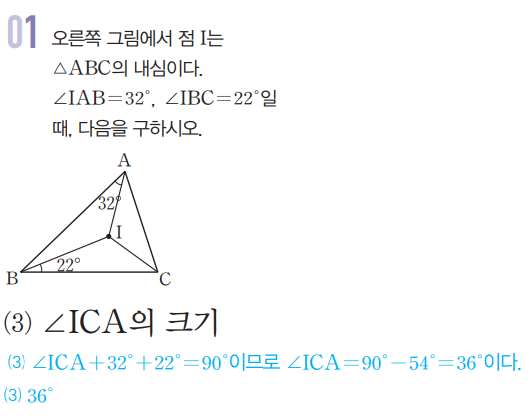 01 오른쪽 그림에서 점 I는
△ABC의 내심이다.
∠IAB=32°, ∠IBC=22°일
때, 다음을 구하시오.
A
32°
I
22°
B
C
(3) ∠ICA의 크기
(3) ∠ICA+32°+22°=90°이므로 ∠ICA=90°-54°=36°이다.
(3) 36°